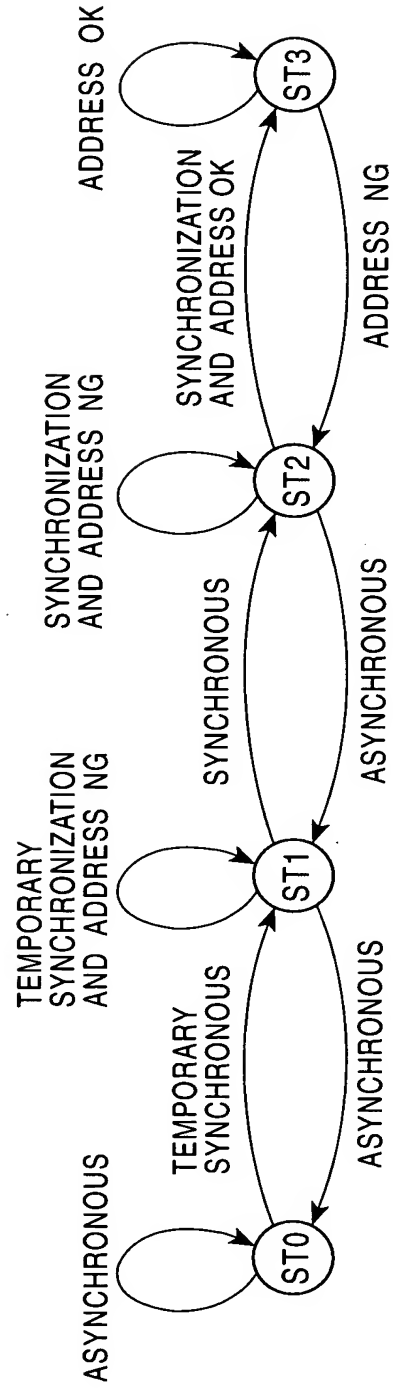 ASYNCHRONOUS
TEMPORARY
SYNCHRONIZATION
AND ADDRESS NG
SYNCHRONIZATION
AND ADDRESS NG
ADDRESS OK
TEMPORARY
SYNCHRONOUS
SYNCHRONOUS
SYNCHRONIZATION
AND ADDRESS OK
ST0
ST1
ST2
ST3
ASYNCHRONOUS
ASYNCHRONOUS
ADDRESS NG